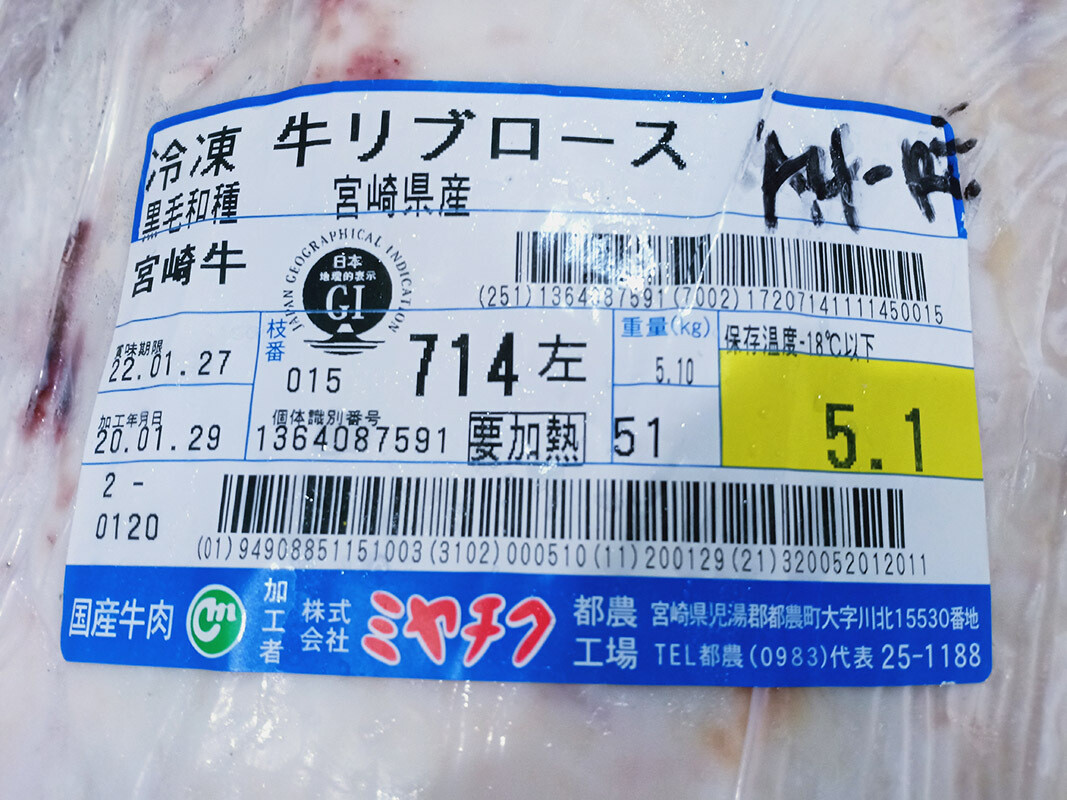 冷凍 牛リブロース
黒毛和種 宮崎県産
宮崎牛
JAPAN GEOGRAPHICAL INDICATION
日本
地理的表示
GI
(251)1364087591(7002)17207141111450015
賞味期限
22.01.27
枝番
015
714左
重量(kg)
5.10
保存温度-18℃以下
加工年月日
20.01.29
個体識別番号
1364087591
要加熱
51
5.1
2-
0120
(01)94908851151003(3102)000510(11)200129(21)320052012011
国産牛肉
加工者
株式会社
ミヤチク
都農工場
宮崎県児湯郡都農町大字川北15530番地
TEL都農(0983)代表25-1188